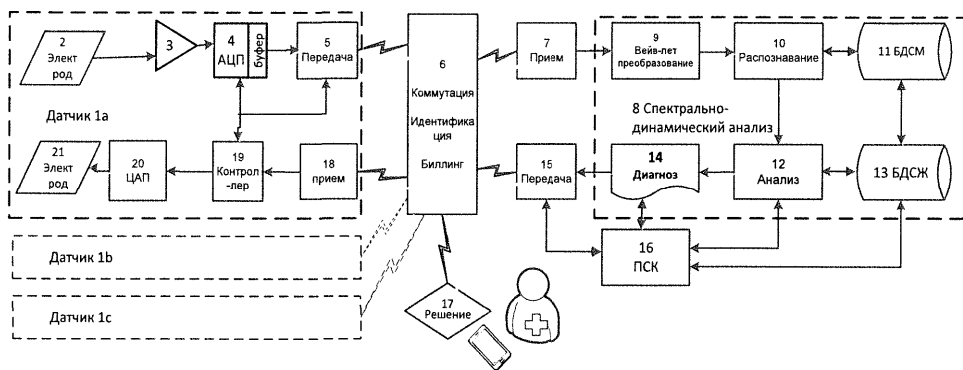 2
Элект
род
3
4
АЦП
буфер
5
Передача
6
Коммутация
Идентифика
ция
Биллинг
7
Прием
9
Вейв-лет
преобразование
10
Распознавание
11 БДСМ
Датчик 1а
8 Спектрально-
динамический анализ
21
Элект
род
20
ЦАП
19
Контрол
-лер
18
прием
15
Передача
14
Диагноз
12
Анализ
13 БДСЖ
16
ПСК
Датчик 1b
Датчик 1c
17
Решение